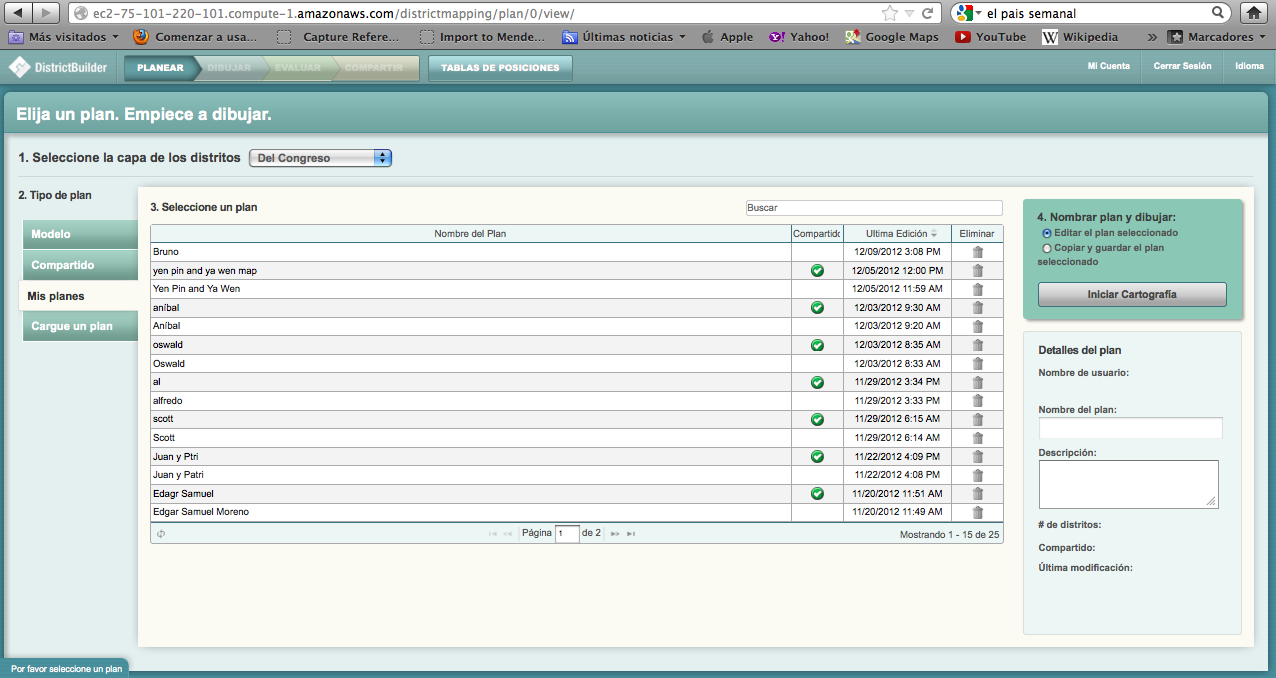 ec2-75-101-220-101.compute-1.amazonaws.com/districtmapping/plan/0/view/
el pais semanal
Más visitados
Comenzar a usa...
Capture Refere...
Import to Mende...
Últimas noticias
Apple
Yahoo!
Google Maps
YouTube
Wikipedia
»
Marcadores
DistrictBuilder
PLANEAR
DIBUJAR
EVALUAR
COMPARTIR
TABLAS DE POSICIONES
Mi Cuenta
Cerrar Sesión
Idioma
Elija un plan. Empiece a dibujar.
1. Seleccione la capa de los distritos
Del Congreso
2. Tipo de plan
Modelo
Compartido
Mis planes
Cargue un plan
3. Seleccione un plan
Buscar
Nombre del Plan Compartido Ultima Edición Eliminar
Bruno 12/09/2012 3:08 PM
yen pin and ya wen map 12/05/2012 12:00 PM
Yen Pin and Ya Wen 12/05/2012 11:59 AM
aníbal 12/03/2012 9:30 AM
Aníbal 12/03/2012 9:20 AM
oswald 12/03/2012 8:35 AM
Oswald 12/03/2012 8:33 AM
al 11/29/2012 3:34 PM
alfredo 11/29/2012 3:33 PM
scott 11/29/2012 6:15 AM
Scott 11/29/2012 6:14 AM
Juan y Ptri 11/22/2012 4:09 PM
Juan y Patri 11/22/2012 4:08 PM
Edagr Samuel 11/20/2012 11:51 AM
Edgar Samuel Moreno 11/20/2012 11:49 AM
Página 1 de 2
Mostrando 1 - 15 de 25
4. Nombrar plan y dibujar:
Editar el plan seleccionado
Copiar y guardar el plan
seleccionado
Iniciar Cartografía
Detalles del plan
Nombre de usuario:
Nombre del plan:
Descripción:
# de distritos:
Compartido:
Última modificación:
Por favor seleccione un plan